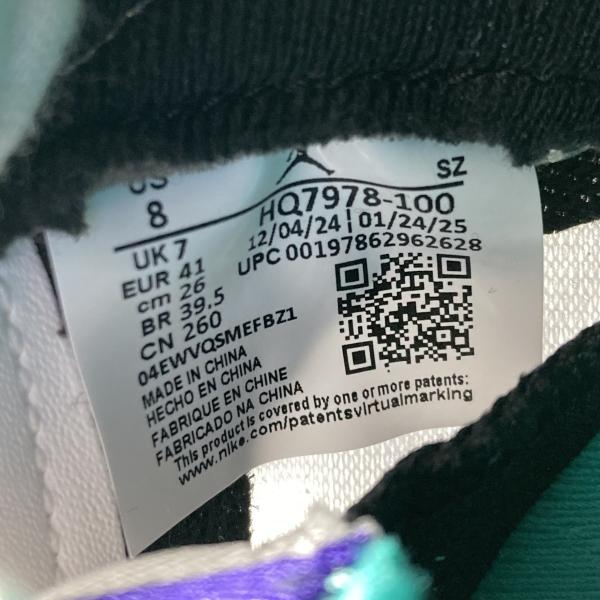 US
SZ
8
HQ7978-100
12/04/24 | 01/24/25
UPC 00197862962628
UK 7
EUR 41
cm 26
BR 39.5
CN 260
04EWVQSMEFBZ1
MADE IN CHINA
HECHO EN CHINA
FABRIQUE EN CHINE
FABRICADO NA CHINA
This product is covered by one or more patents:
www.nike.com/patentsvirtualmarking